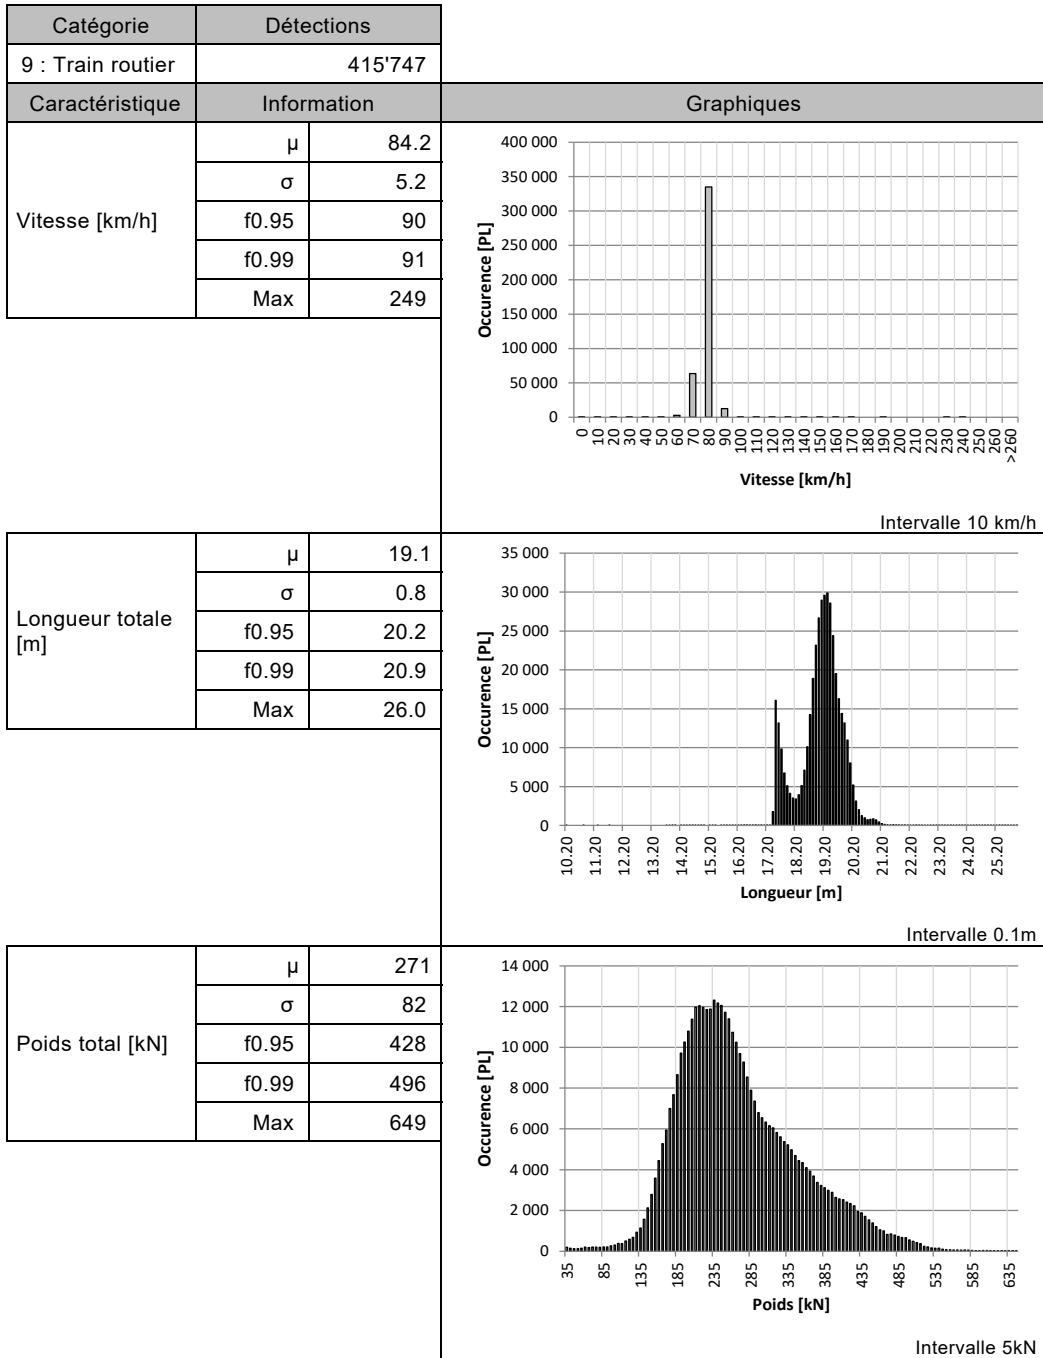 Catégorie Détections
9 : Train routier 415'747
Caractéristique Information Graphiques
Vitesse [km/h]
µ 84.2
σ 5.2
f0.95 90
f0.99 91
Max 249
400 000
350 000
300 000
250 000
200 000
150 000
100 000
50 000
0
Occurence [PL]
0 10 20 30 40 50 60 70 80 90 100 110 120 130 140 150 160 170 180 190 200 210 220 230 240 250 260 >260
Vitesse [km/h]
Intervalle 10 km/h
Longueur totale
[m]
µ 19.1
σ 0.8
f0.95 20.2
f0.99 20.9
Max 26.0
35 000
30 000
25 000
20 000
15 000
10 000
5 000
0
Occurence [PL]
10.20 11.20 12.20 13.20 14.20 15.20 16.20 17.20 18.20 19.20 20.20 21.20 22.20 23.20 24.20 25.20
Longueur [m]
Intervalle 0.1m
Poids total [kN]
µ 271
σ 82
f0.95 428
f0.99 496
Max 649
14 000
12 000
10 000
8 000
6 000
4 000
2 000
0
Occurence [PL]
35 85 135 185 235 285 335 385 435 485 535 585 635
Poids [kN]
Intervalle 5kN